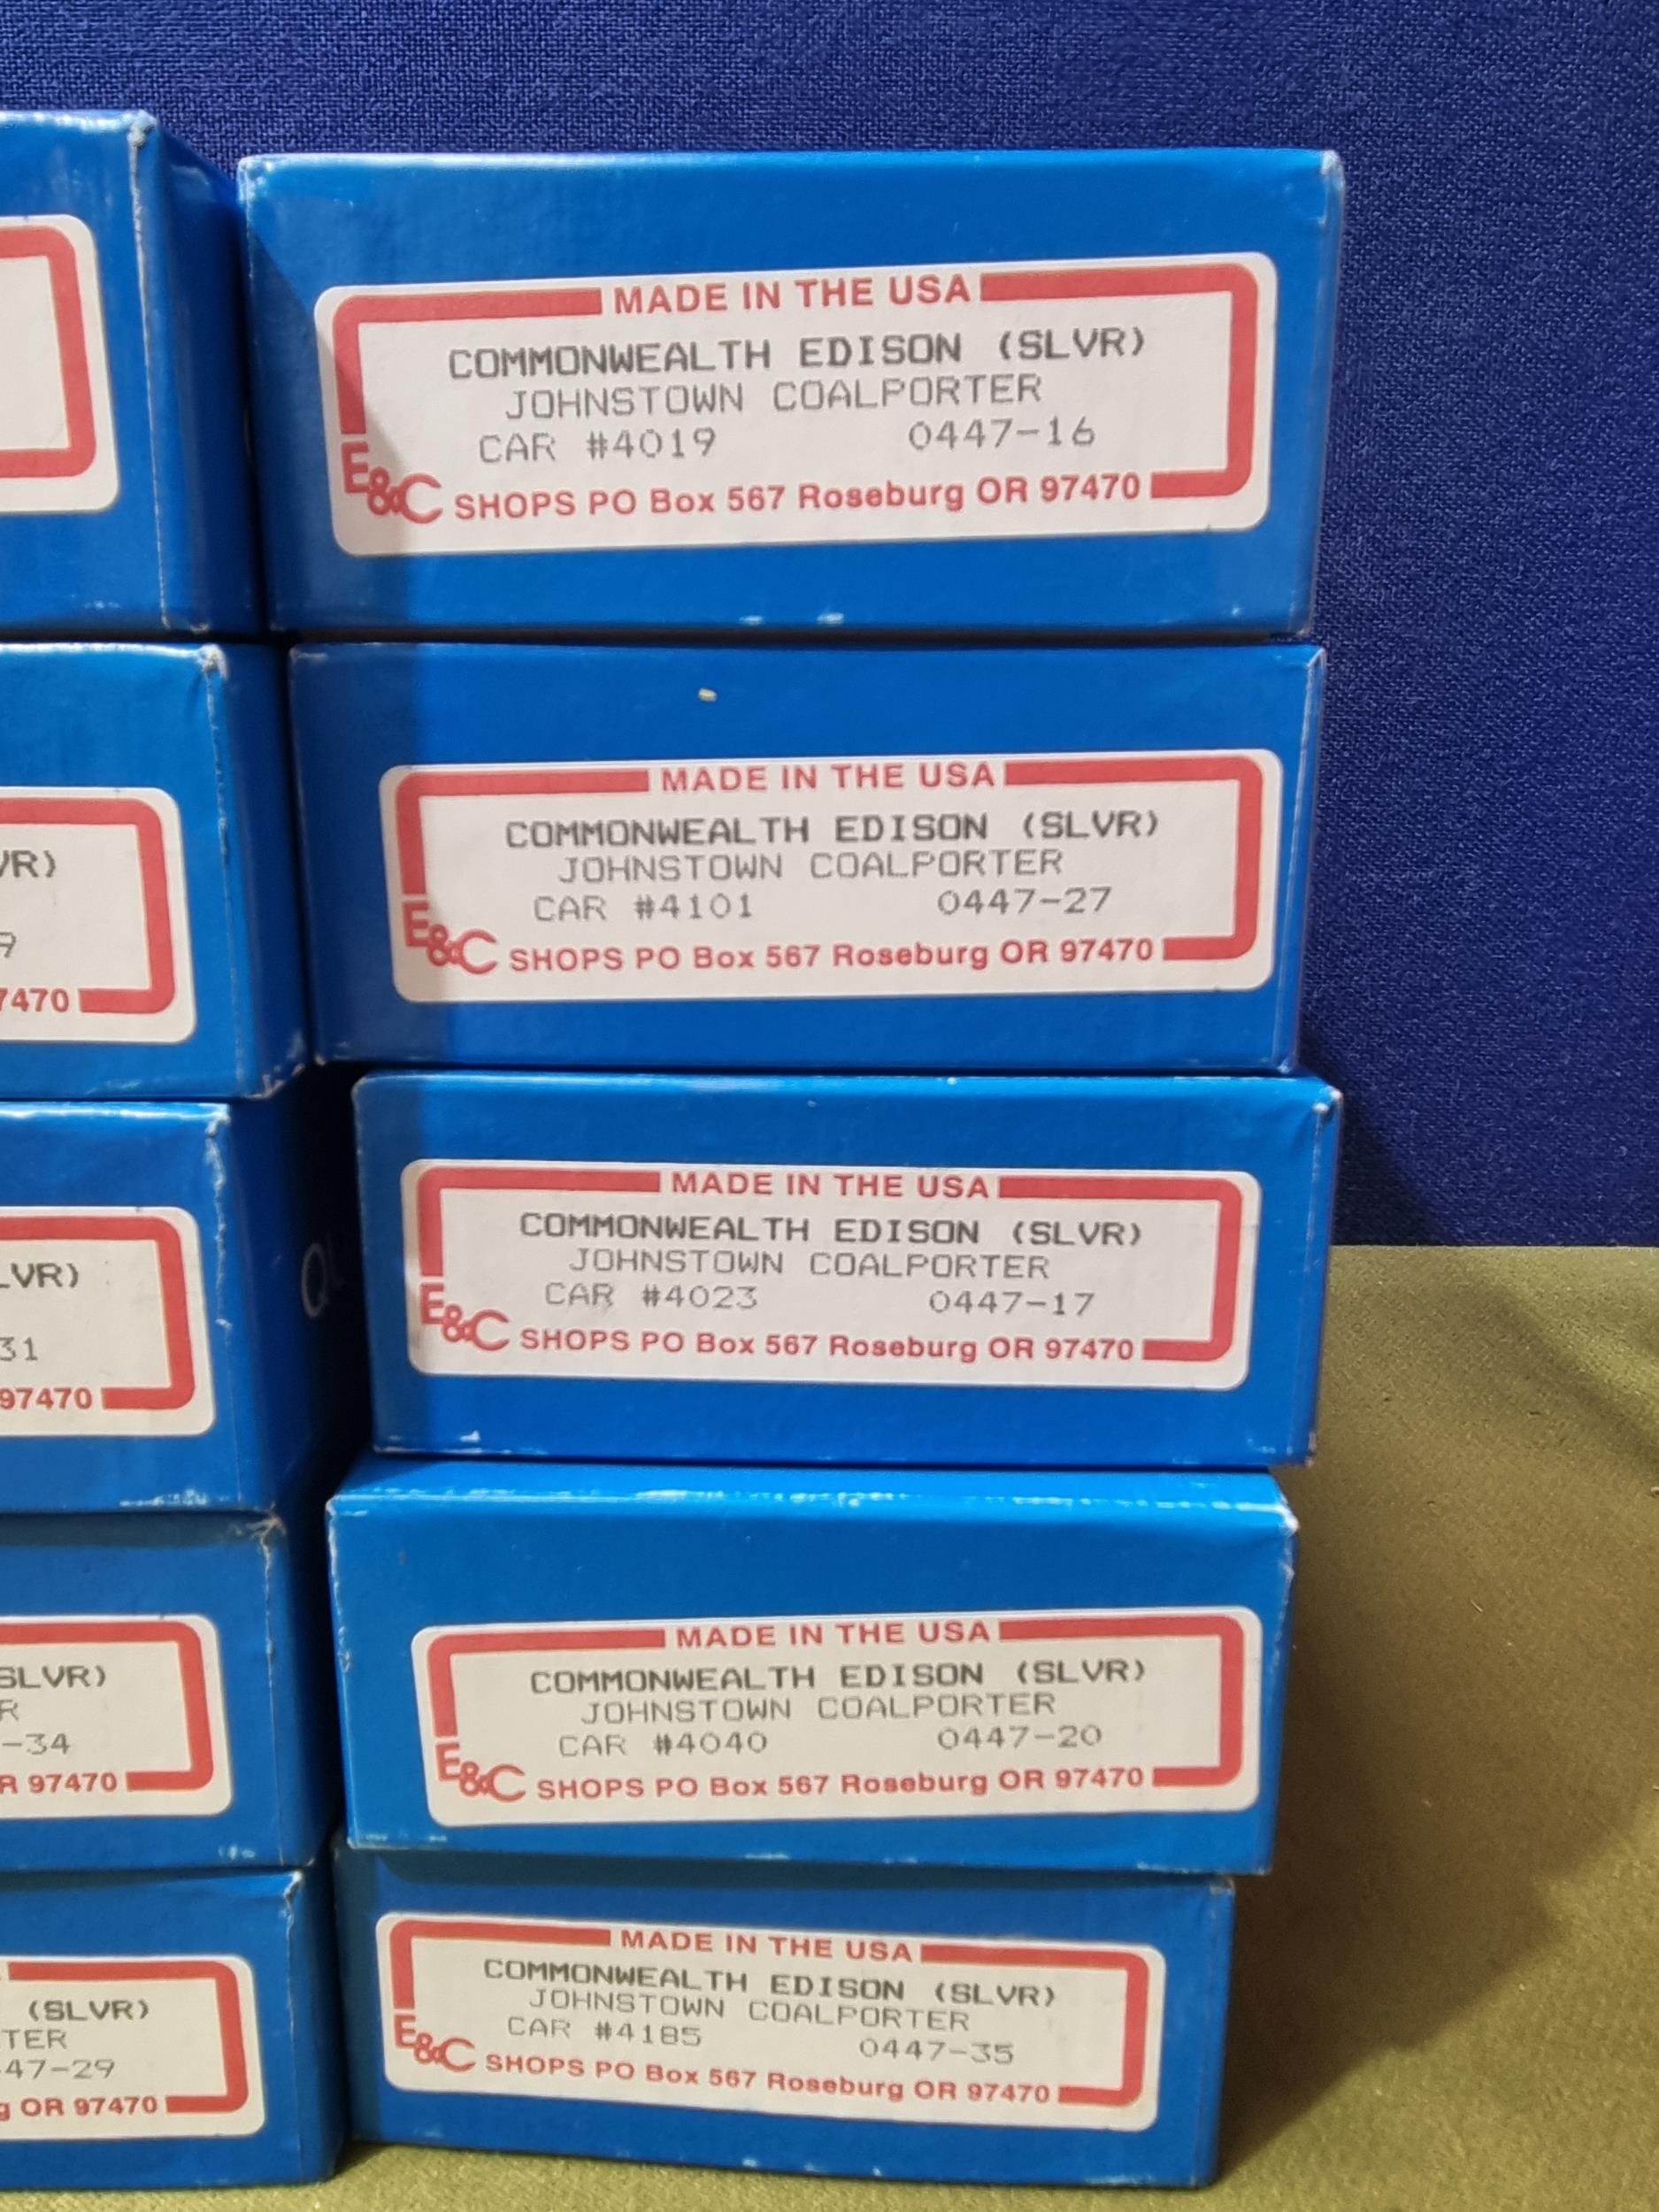 MADE IN THE USA
COMMONWEALTH EDISON (SLVR)
JOHNSTOWN COALPORTER
CAR #4019 0447-16
E&C SHOPS PO Box 567 Roseburg OR 97470
MADE IN THE USA
COMMONWEALTH EDISON (SLVR)
JOHNSTOWN COALPORTER
CAR #4101 0447-27
E&C SHOPS PO Box 567 Roseburg OR 97470
MADE IN THE USA
COMMONWEALTH EDISON (SLVR)
JOHNSTOWN COALPORTER
CAR #4023 0447-17
E&C SHOPS PO Box 567 Roseburg OR 97470
MADE IN THE USA
COMMONWEALTH EDISON (SLVR)
JOHNSTOWN COALPORTER
CAR #4040 0447-20
E&C SHOPS PO Box 567 Roseburg OR 97470
MADE IN THE USA
COMMONWEALTH EDISON (SLVR)
JOHNSTOWN COALPORTER
CAR #4185 0447-35
E&C SHOPS PO Box 567 Roseburg OR 97470
VR)
9
7470
LVR)
31
97470
SLVR)
R
-34
R 97470
(SLVR)
TER
47-29
g OR 97470